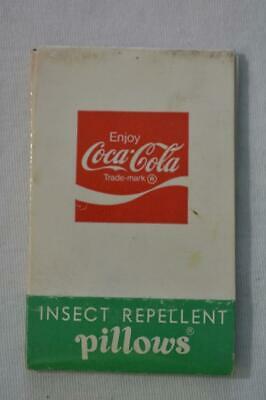 Enjoy
Coca-Cola
Trade-mark ®
INSECT REPELLENT
pillows®